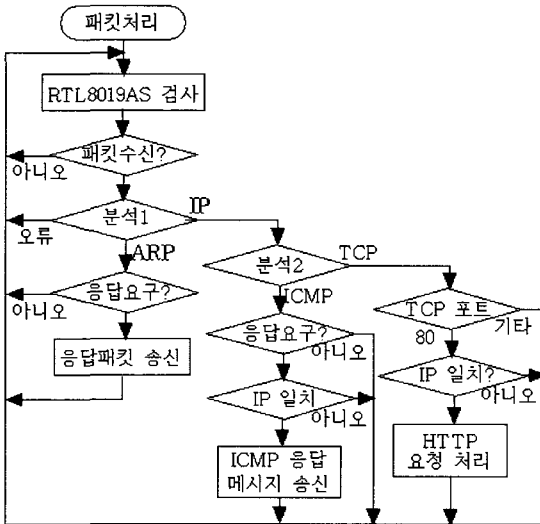 패킷처리
RTL8019AS 검사
패킷수신?
아니오
분석1
IP
오류
ARP
분석2
TCP
응답요구?
아니오
ICMP
TCP 포트
기타
80
응답요구?
아니오
응답패킷 송신
IP 일치?
아니오
IP 일치
아니오
HTTP
요청 처리
ICMP 응답
메시지 송신